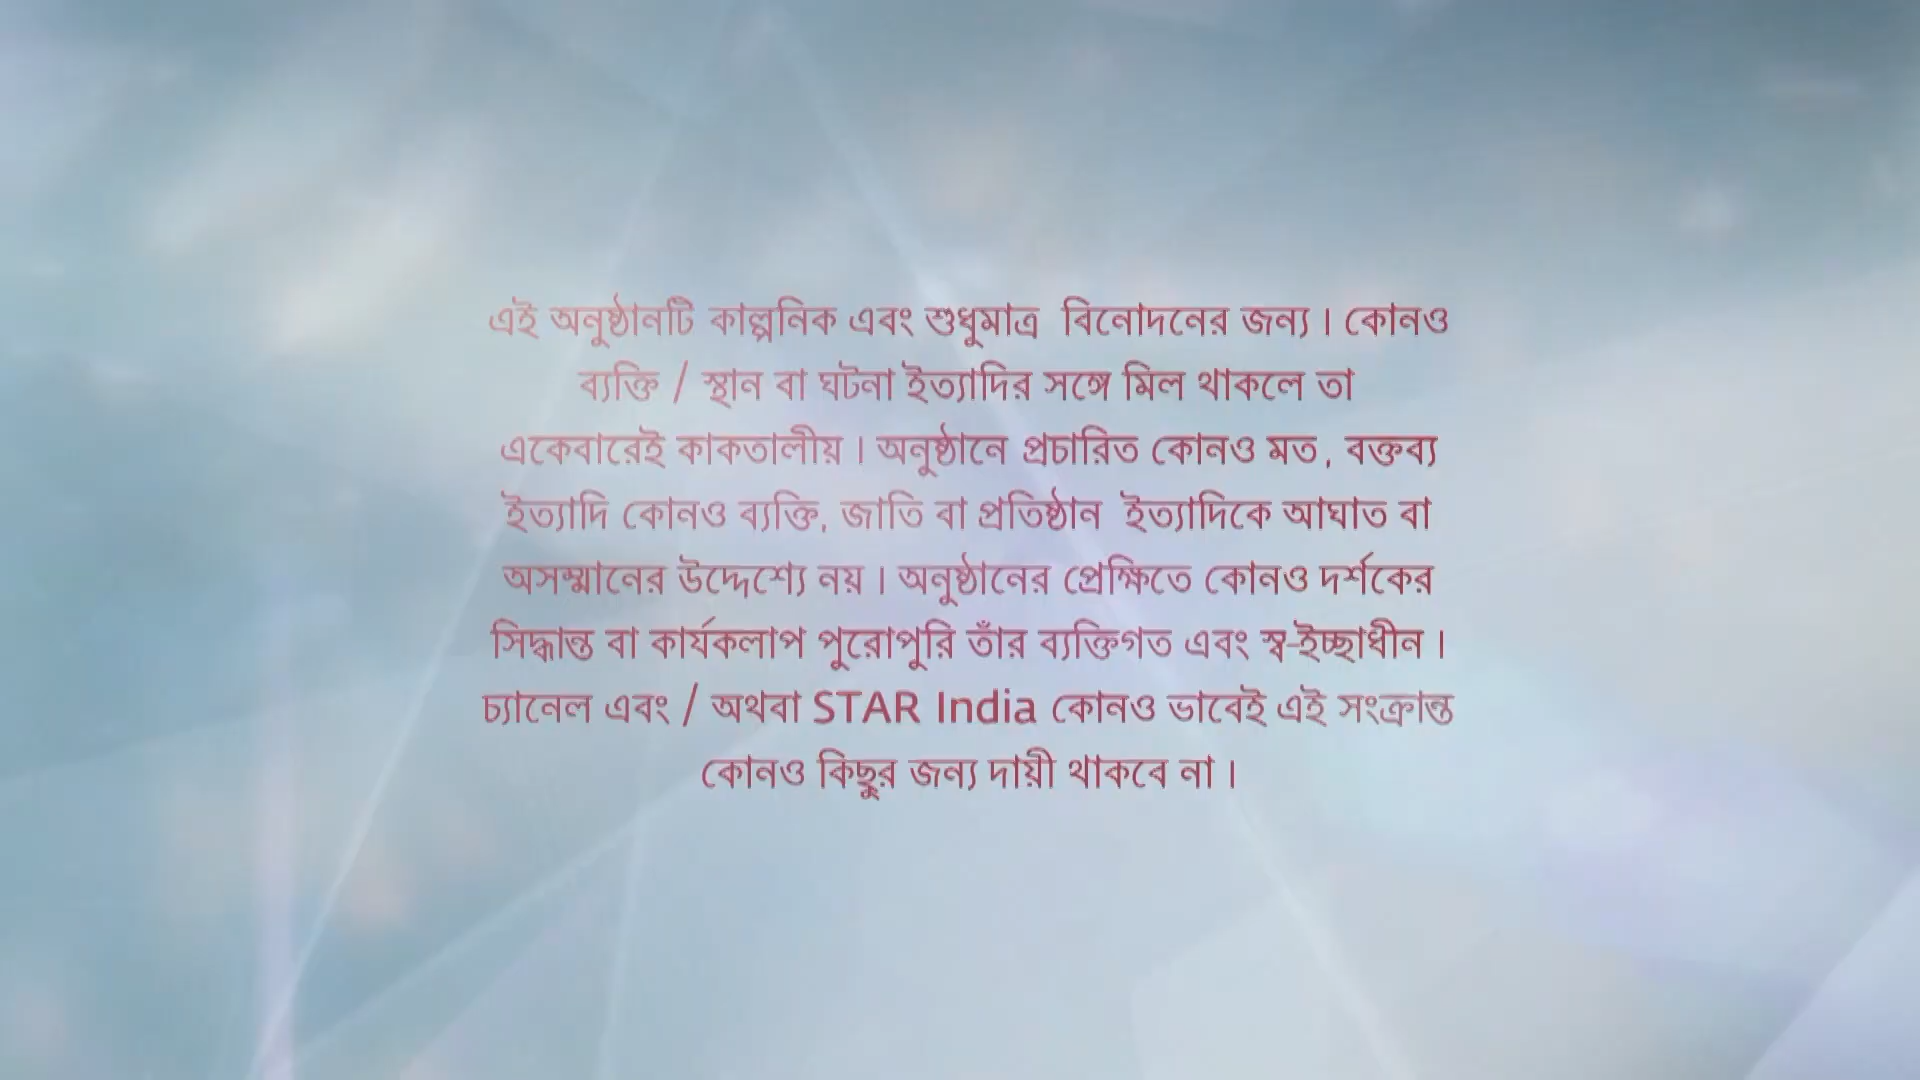 এই অনুষ্ঠানটি কাল্পনিক এবং শুধুমাত্র বিনোদনের জন্য । কোনও
ব্যক্তি / স্থান বা ঘটনা ইত্যাদির সঙ্গে মিল থাকলে তা
একেবারেই কাকতালীয় । অনুষ্ঠানে প্রচারিত কোনও মত, বক্তব্য
ইত্যাদি কোনও ব্যক্তি, জাতি বা প্রতিষ্ঠান ইত্যাদিকে আঘাত বা
অসম্মানের উদ্দেশ্যে নয় । অনুষ্ঠানের প্রেক্ষিতে কোনও দর্শকের
সিদ্ধান্ত বা কার্যকলাপ পুরোপুরি তাঁর ব্যক্তিগত এবং স্ব-ইচ্ছাধীন ।
চ্যানেল এবং / অথবা STAR India কোনও ভাবেই এই সংক্রান্ত
কোনও কিছুর জন্য দায়ী থাকবে না ।